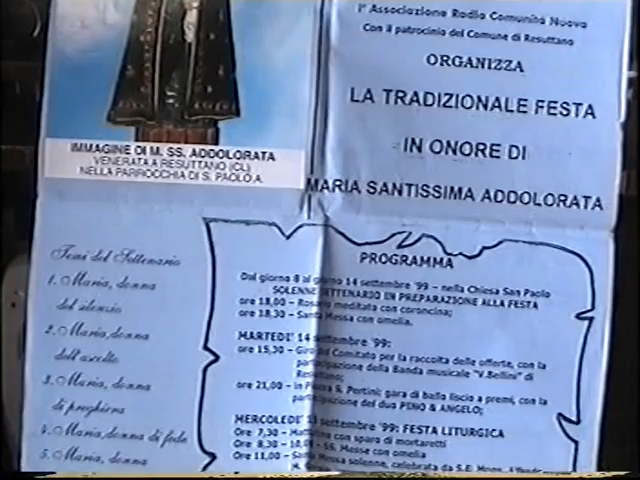 l'Associazione Radio Comunità Nuova
Con il patrocinio del Comune di Resuttano
ORGANIZZA
LA TRADIZIONALE FESTA
IN ONORE DI
MARIA SANTISSIMA ADDOLORATA
IMMAGINE DI M. SS. ADDOLORATA
VENERATA A RESUTTANO (CL)
NELLA PARROCCHIA DI S. PAOLO A.
Temi del Settenario
1. Maria, donna
del silenzio
2. Maria, donna
dell'ascolto
3. Maria, donna
di preghiera
4. Maria, donna di fede
5. Maria, donna
PROGRAMMA
Dal giorno 8 al giorno 14 settembre '99 - nella Chiesa San Paolo
SOLENNE SETTENARIO IN PREPARAZIONE ALLA FESTA
ore 18,00 - Rosario meditato con coroncina;
ore 18,30 - Santa Messa con omelia.
MARTEDI' 14 settembre '99:
ore 15,30 - Giro del Comitato per la raccolta delle offerte, con la
partecipazione della Banda musicale "V.Bellini" di
Resuttano;
ore 21,00 - in Piazza S. Pertini: gara di ballo liscio a premi, con la
partecipazione del duo PINO & ANGELO;
MERCOLEDI' settembre '99: FESTA LITURGICA
Ore 7,30 - con sparo di mortaretti
Ore 8,30 - SS. Messe con omelia
Ore 11,00 - Santa Messa solenne, celebrata da S.E. Mons.